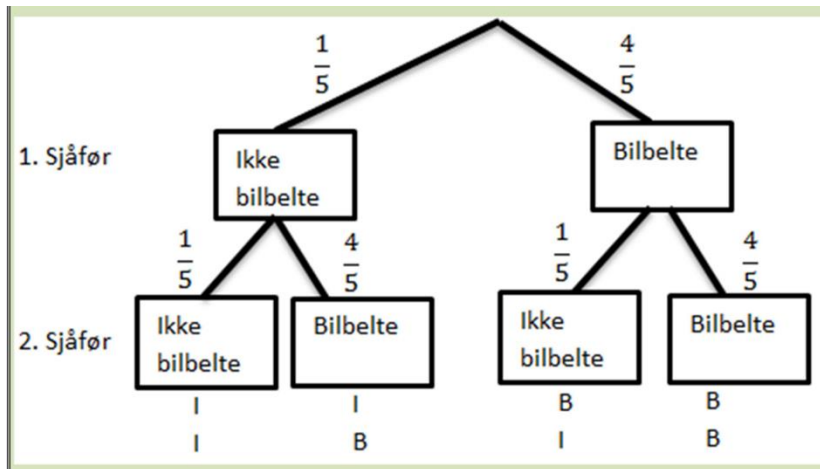 1/5 4/5
1. Sjåfør
Ikke
bilbelte
Bilbelte
1/5 4/5 1/5 4/5
2. Sjåfør
Ikke
bilbelte
Bilbelte
Ikke
bilbelte
Bilbelte
I I B B
I B I B